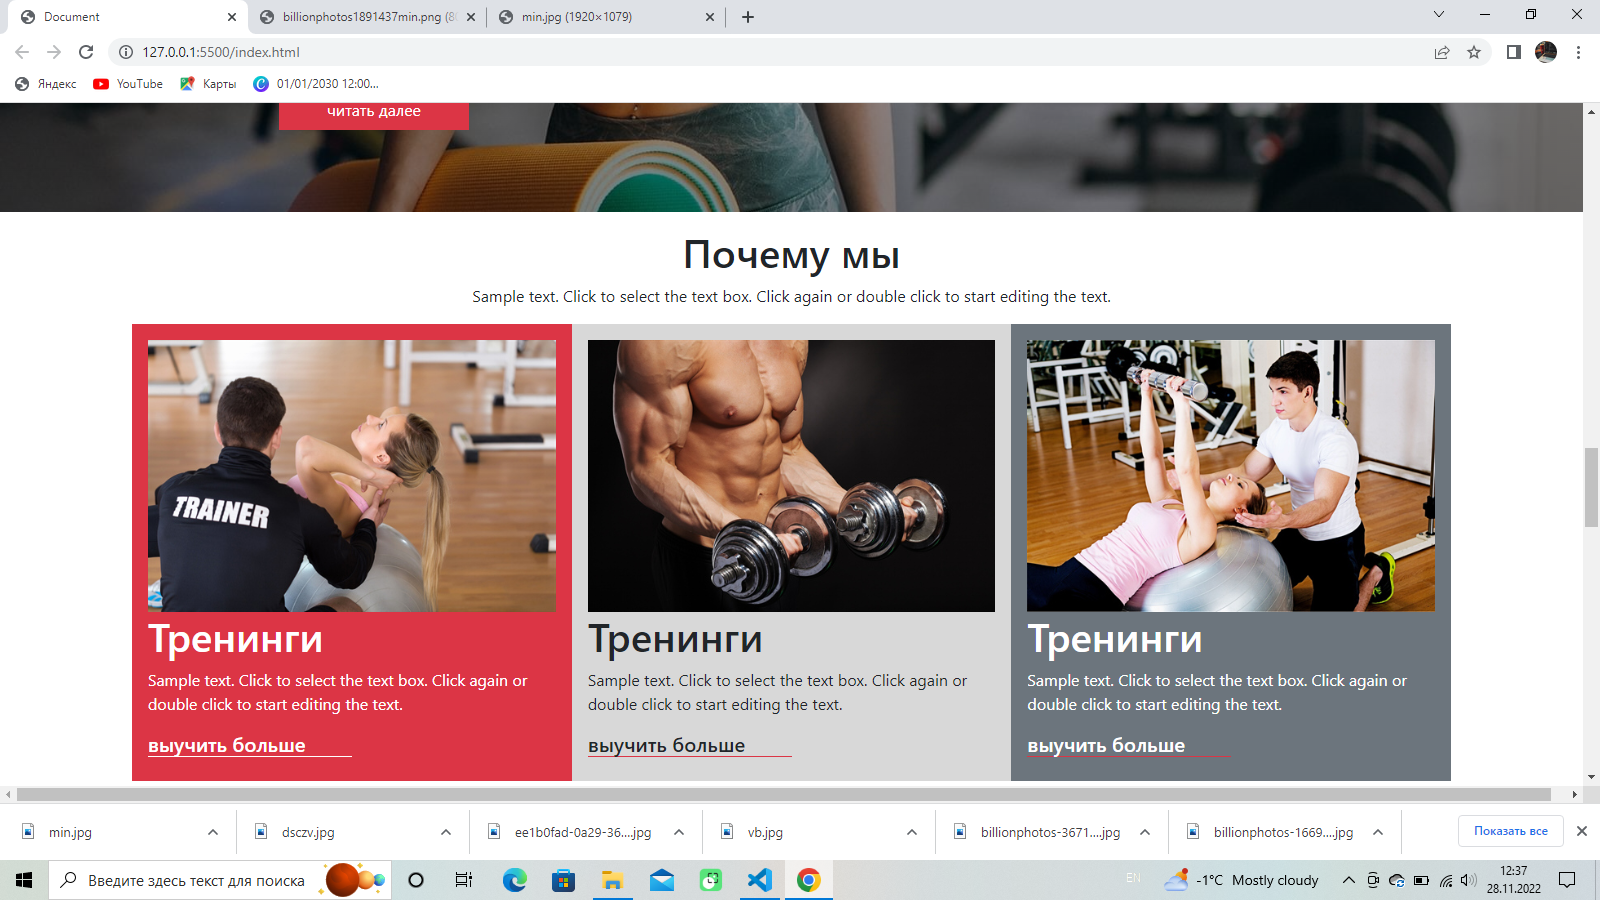 Document
billionphotos1891437min.png (80
min.jpg (1920×1079)
127.0.0.1:5500/index.html
Яндекс
YouTube
Карты
01/01/2030 12:00...
читать далее
Почему мы
Sample text. Click to select the text box. Click again or double click to start editing the text.
TRAINER
Тренинги
Sample text. Click to select the text box. Click again or
double click to start editing the text.
выучить больше
Тренинги
Sample text. Click to select the text box. Click again or
double click to start editing the text.
выучить больше
Тренинги
Sample text. Click to select the text box. Click again or
double click to start editing the text.
выучить больше
min.jpg
dsczv.jpg
ee1b0fad-0a29-36....jpg
vb.jpg
billionphotos-3671....jpg
billionphotos-1669....jpg
Показать все
Введите здесь текст для поиска
EN
-1°C Mostly cloudy
12:37
28.11.2022